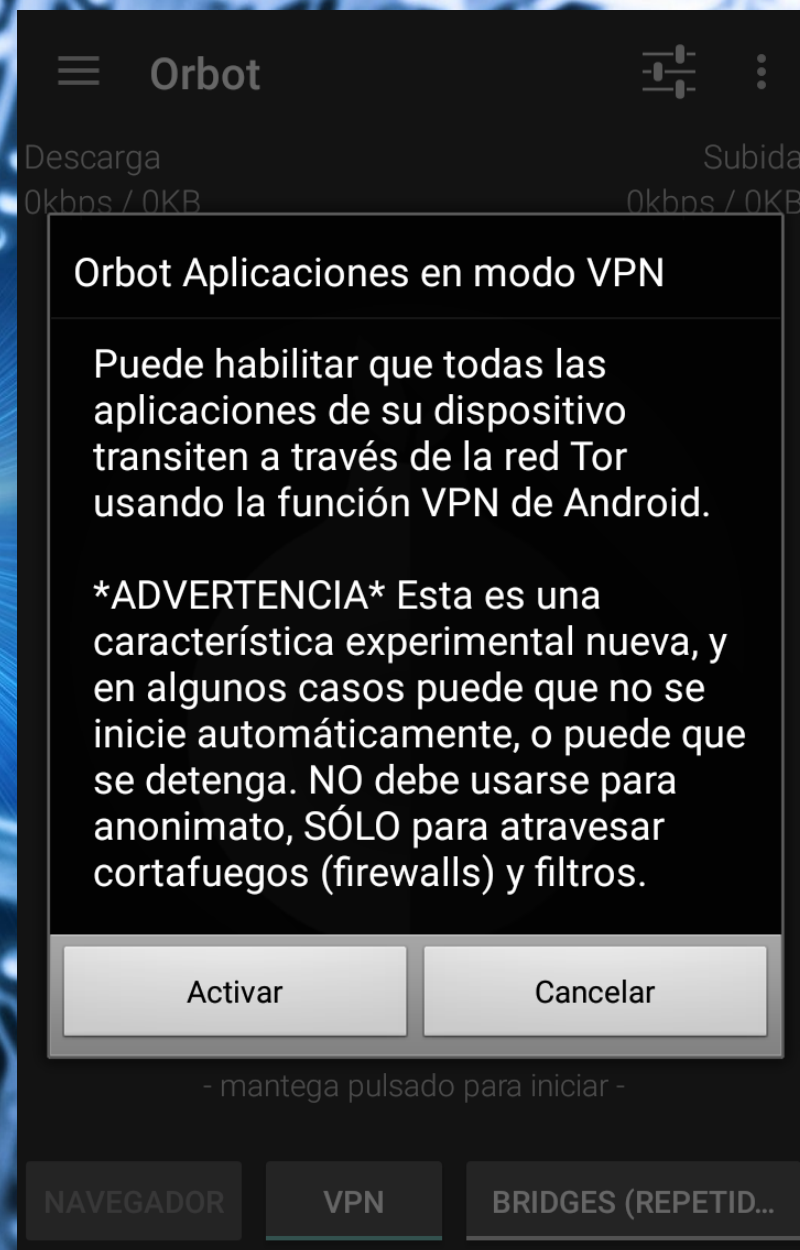 Orbot
Descarga
Subida
0kbps / 0KB
0kbps / 0KB
Orbot Aplicaciones en modo VPN
Puede habilitar que todas las
aplicaciones de su dispositivo
transiten a través de la red Tor
usando la función VPN de Android.
*ADVERTENCIA* Esta es una
característica experimental nueva, y
en algunos casos puede que no se
inicie automáticamente, o puede que
se detenga. NO debe usarse para
anonimato, SÓLO para atravesar
cortafuegos (firewalls) y filtros.
Activar
Cancelar
- mantega pulsado para iniciar -
NAVEGADOR
VPN
BRIDGES (REPETID...